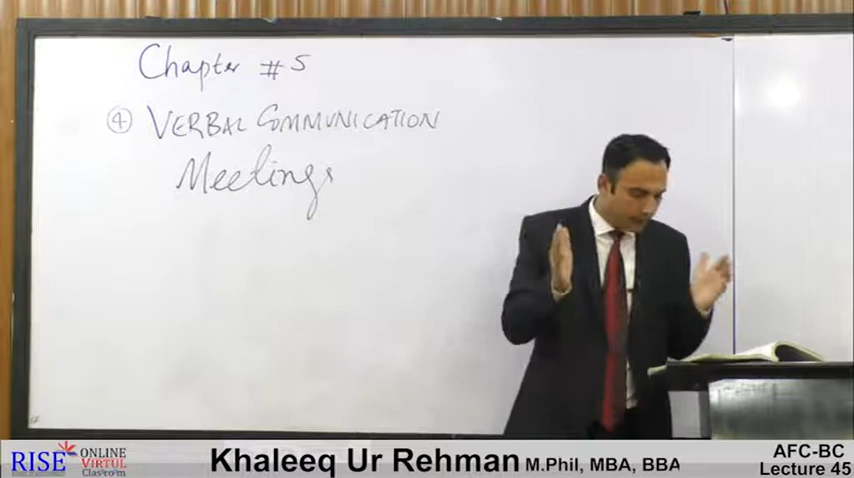 Chapter # 5
④ VERBAL COMMUNICATION
Meetings
RISE ONLINE
VIRTUL
Classroom
Khaleeq Ur Rehman M.Phil, MBA, BBA
AFC-BC
Lecture 45